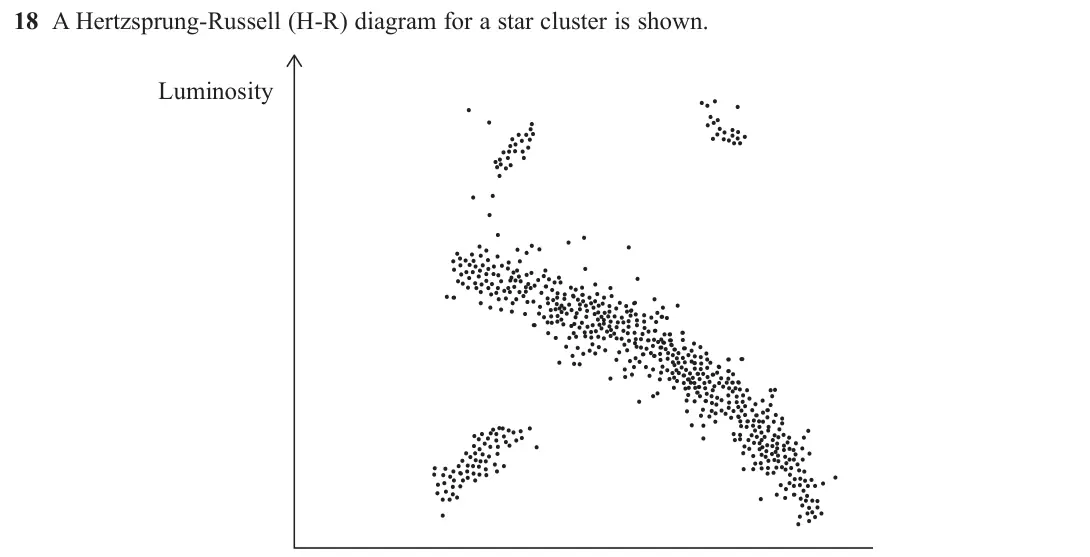 18 A Hertzsprung-Russell (H-R) diagram for a star cluster is shown.
Luminosity